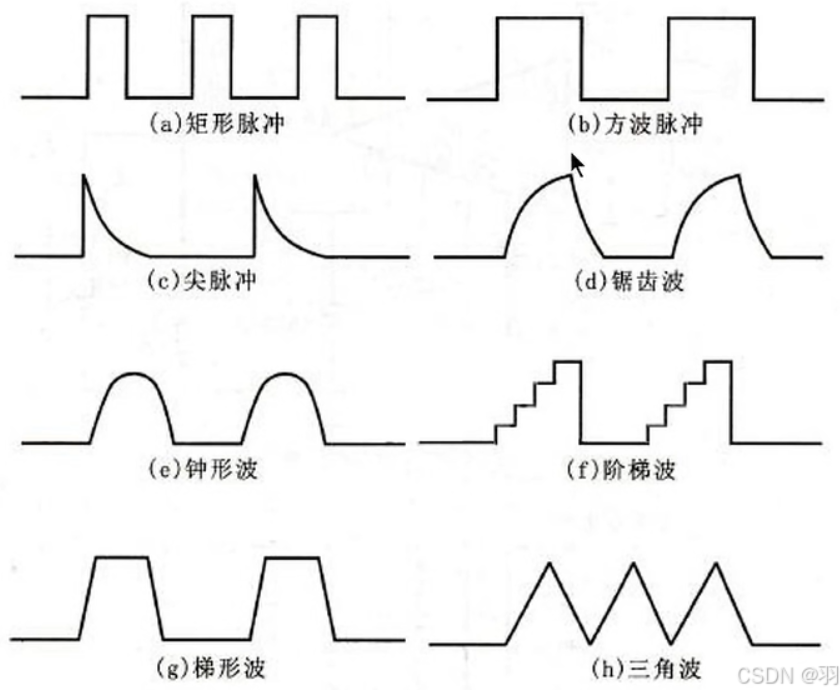 (a)矩形脉冲
(b)方波脉冲
(c)尖脉冲
(d)锯齿波
(e)钟形波
(f)阶梯波
(g)梯形波
(h)三角波
CSDN @羽